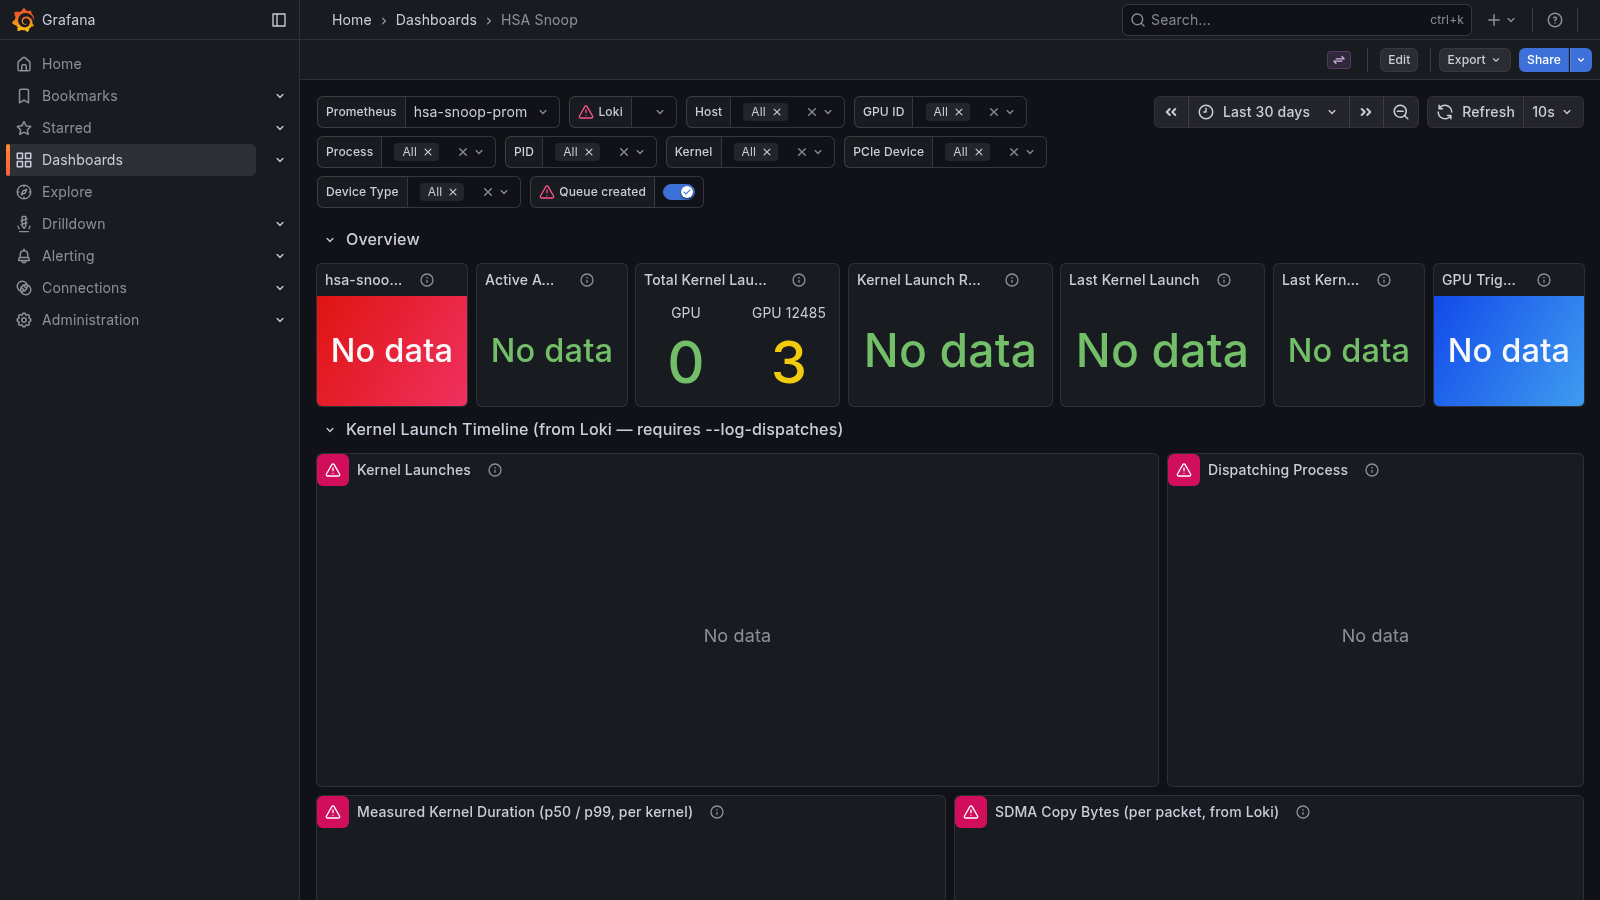 Grafana
Home
Dashboards
HSA Snoop
Search...
ctrl+k
Edit
Export
Share
Home
Bookmarks
Starred
Dashboards
Explore
Drilldown
Alerting
Connections
Administration
Prometheus
hsa-snoop-prom
Loki
Host
All
GPU ID
All
Last 30 days
Refresh
10s
Process
All
PID
All
Kernel
All
PCIe Device
All
Device Type
All
Queue created
Overview
hsa-snoo...
No data
Active A...
No data
Total Kernel Lau...
GPU
0
GPU 12485
3
Kernel Launch R...
No data
Last Kernel Launch
No data
Last Kern...
No data
GPU Trig...
No data
Kernel Launch Timeline (from Loki — requires --log-dispatches)
Kernel Launches
No data
Dispatching Process
No data
Measured Kernel Duration (p50 / p99, per kernel)
SDMA Copy Bytes (per packet, from Loki)